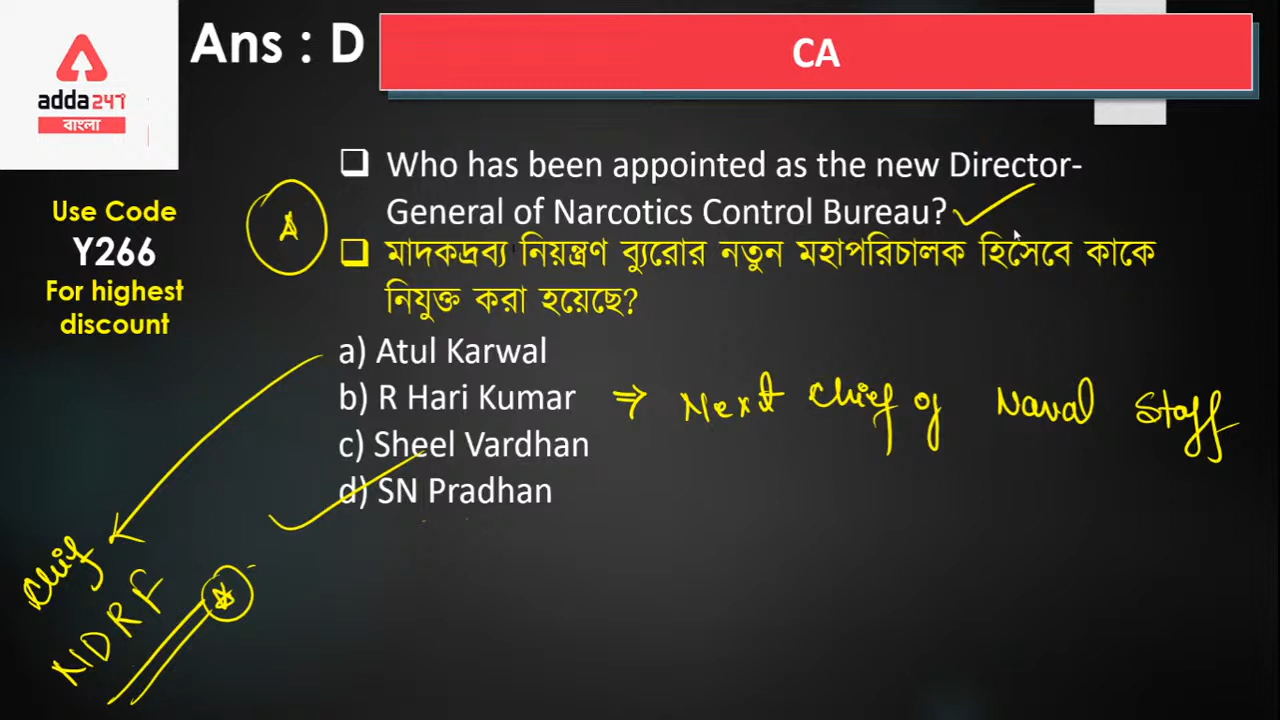 Ans : D
CA
adda247
বাংলা
Use Code
Y266
For highest
discount
A
❑ Who has been appointed as the new Director-
General of Narcotics Control Bureau?
❑ মাদকদ্রব্য নিয়ন্ত্রণ ব্যুরোর নতুন মহাপরিচালক হিসেবে কাকে
নিযুক্ত করা হয়েছে?
a) Atul Karwal
b) R Hari Kumar ⇒ Next Chief of Naval Staff
c) Sheel Vardhan
d) SN Pradhan
Chief
NDRF